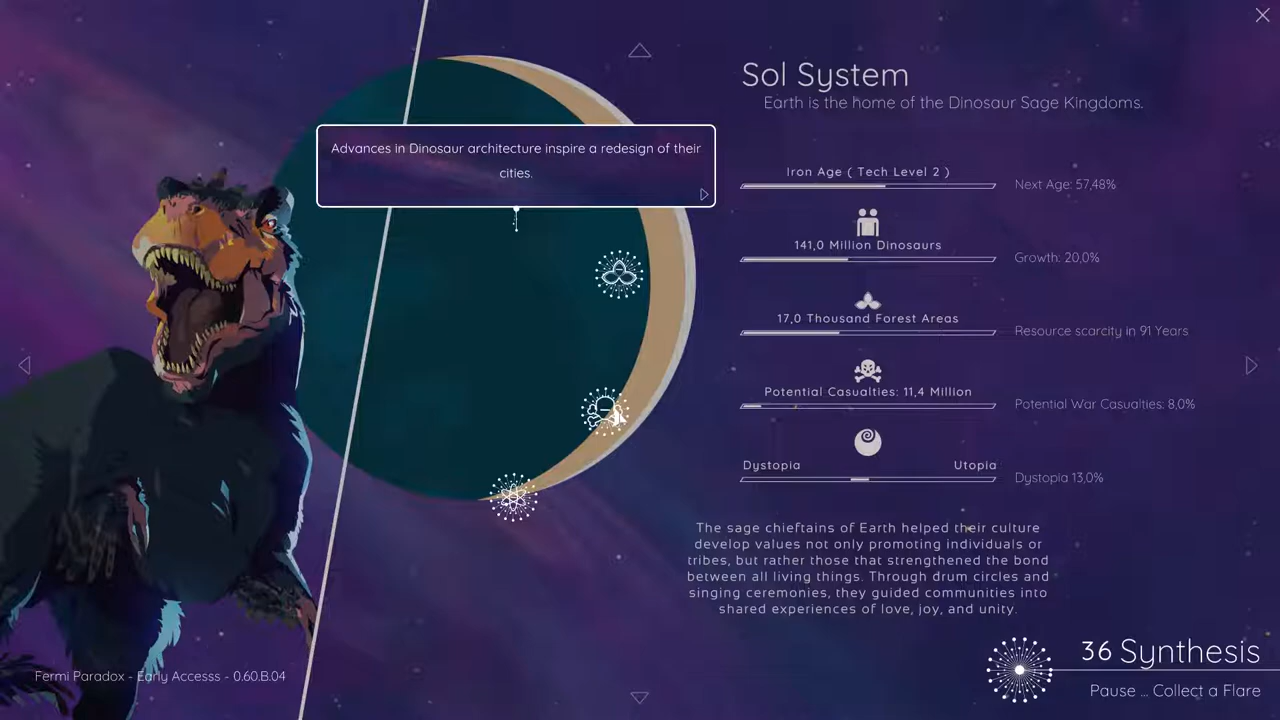 Sol System
Earth is the home of the Dinosaur Sage Kingdoms.
Advances in Dinosaur architecture inspire a redesign of their
cities.
Iron Age ( Tech Level 2 )
Next Age: 57,48%
141,0 Million Dinosaurs
Growth: 20,0%
17,0 Thousand Forest Areas
Resource scarcity in 91 Years
Potential Casualties: 11,4 Million
Potential War Casualties: 8,0%
Dystopia
Utopia
Dystopia 13,0%
The sage chieftains of Earth helped their culture
develop values not only promoting individuals or
tribes, but rather those that strengthened the bond
between all living things. Through drum circles and
singing ceremonies, they guided communities into
shared experiences of love, joy, and unity.
36 Synthesis
Pause ... Collect a Flare
Fermi Paradox - Early Accesss - 0.60.B.04